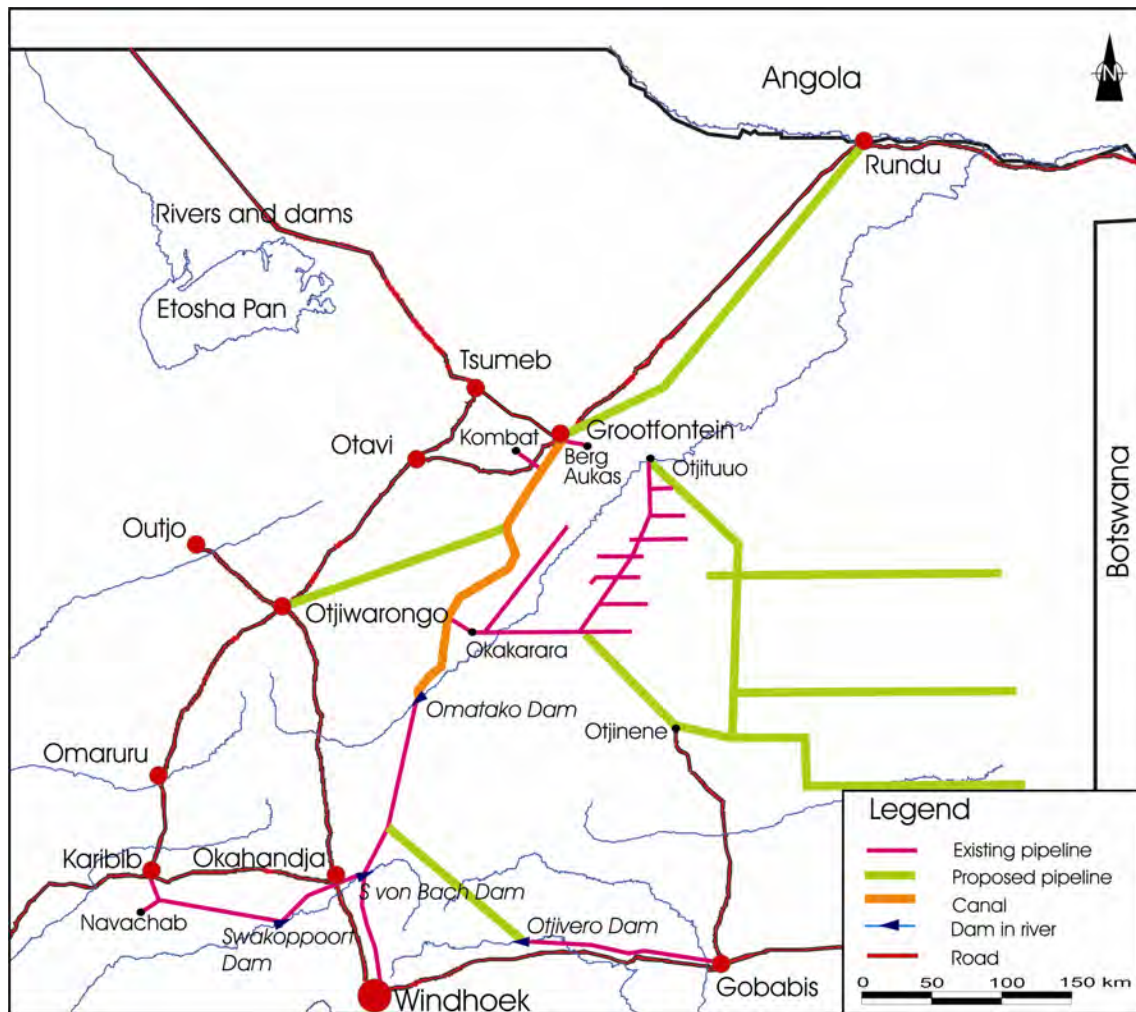 Angola
N
Rundu
Rivers and dams
Etosha Pan
Tsumeb
Kombat
Grootfontein
Otavi
Berg
Aukas
Otjituuo
Outjo
Botswana
Otjiwarongo
Okakarara
Omatako Dam
Otjinene
Omaruru
Karibib
Okahandja
S von Bach Dam
Navachab
Swakoppoort
Dam
Otjivero Dam
Windhoek
Gobabis
Legend
Existing pipeline
Proposed pipeline
Canal
Dam in river
Road
0 50 100 150 km